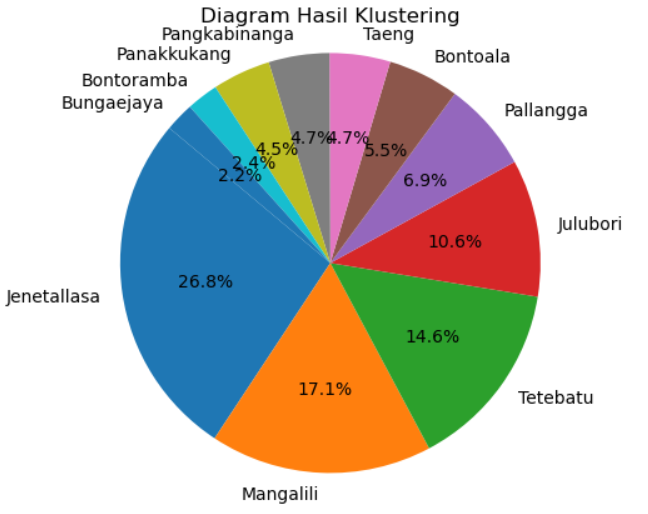 Diagram Hasil Klustering
Pangkabinanga
Taeng
Panakkukang
Bontoala
Bontoramba
Bungaejaya
Pallangga
4.7%
4.7%
4.5%
5.5%
2.4%
2.2%
6.9%
Julubori
10.6%
26.8%
Jenetallasa
14.6%
17.1%
Tetebatu
Mangalili